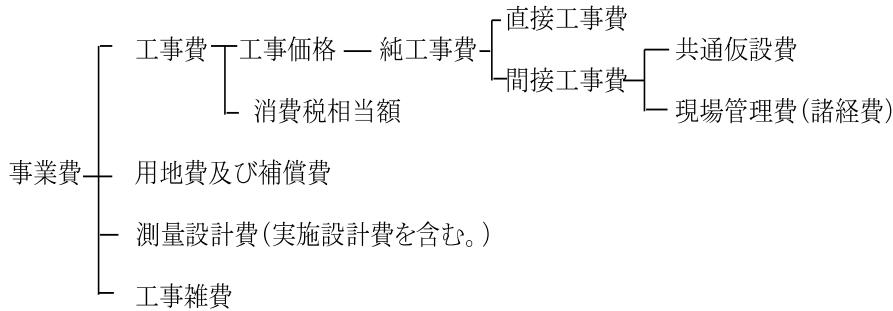 直接工事費
工事費 工事価格 純工事費 共通仮設費
間接工事費
消費税相当額 現場管理費(諸経費)
事業費 用地費及び補償費
測量設計費(実施設計費を含む。)
工事雑費